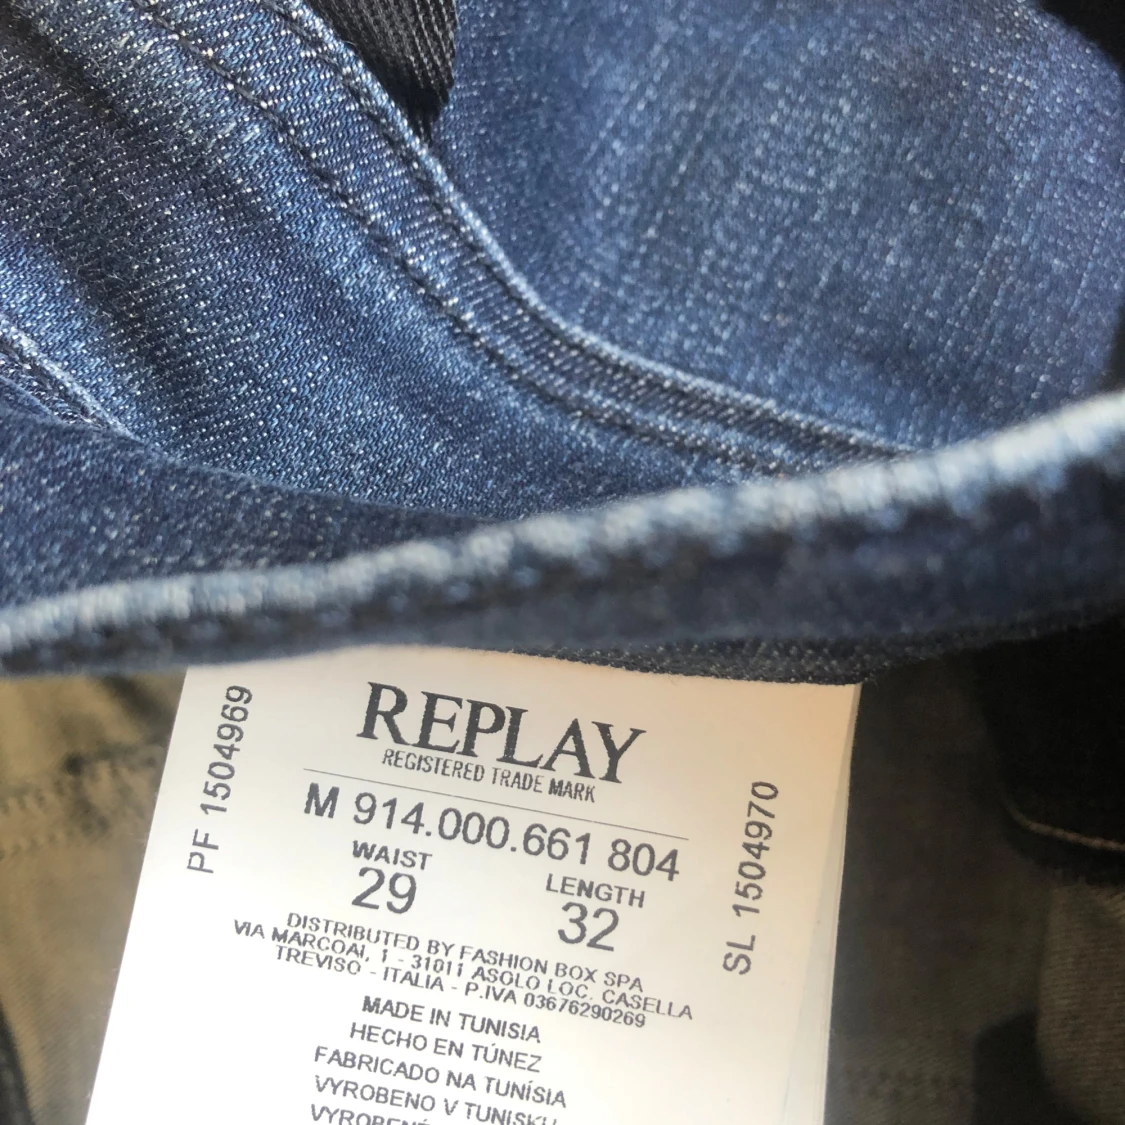 REPLAY
REGISTERED TRADE MARK
M 914.000.661 804
WAIST
29
LENGTH
32
PF 1504969
SL 1504970
DISTRIBUTED BY FASHION BOX SPA
VIA MARCOAI, 1 - 31011 ASOLO LOC. CASELLA
TREVISO - ITALIA - P.IVA 03676290269
MADE IN TUNISIA
HECHO EN TÚNEZ
FABRICADO NA TUNÍSIA
VYROBENO V TUNISKU